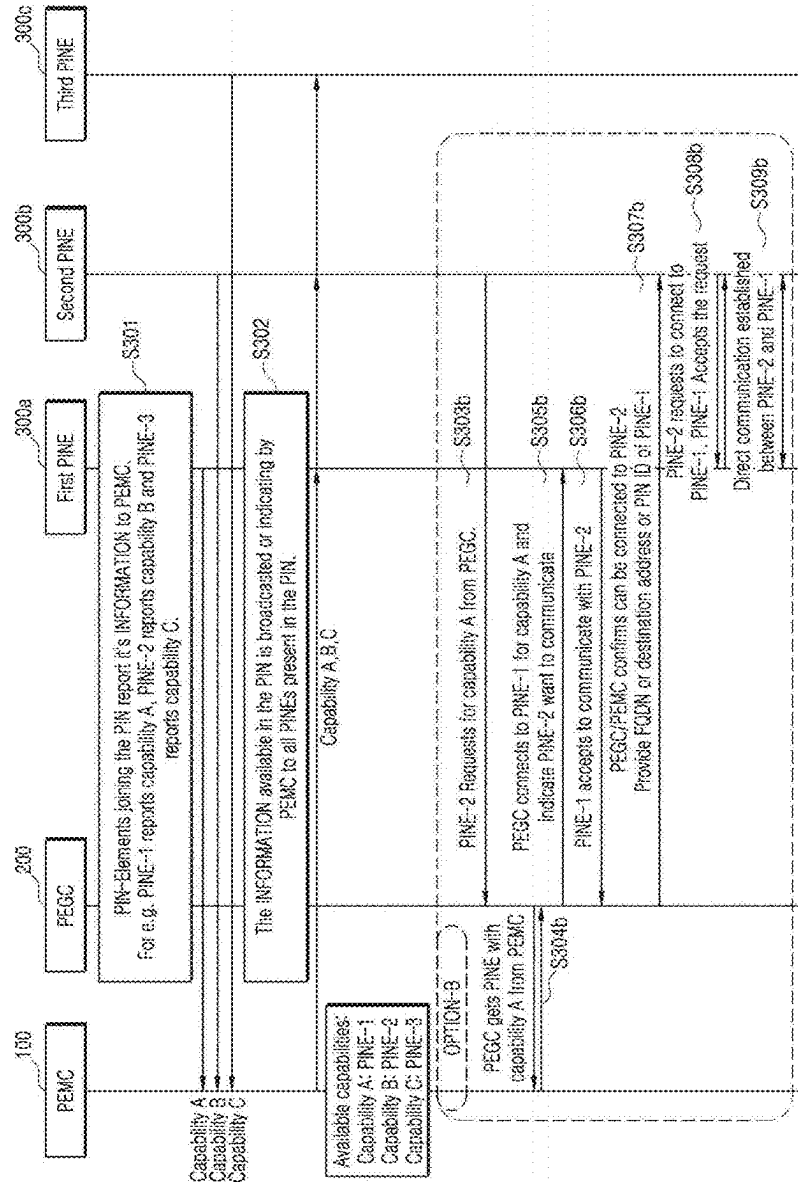 100
PEMC
200
PEGC
300a
First PINE
300b
Second PINE
300c
Third PINE
PIN-Elements joining the PIN report it's INFORMATION to PEMC.
For e.g. PINE-1 reports capability A, PINE-2 reports capability B and PINE-3
reports capability C.
S301
Capability A
Capability B
Capability C
The INFORMATION available in the PIN is broadcasted or indicating by
PEMC to all PINEs present in the PIN.
S302
Capability A,B,C
Available capabilities:
Capability A: PINE-1
Capability B: PINE-2
Capability C: PINE-3
OPTION-B
PINE-2 Requests for capability A from PEGC.
S303b
PEGC gets PINE with
capability A from PEMC
S304b
PEGC connects to PINE-1 for capability A and
indicate PINE-2 want to communicate
S305b
PINE-1 accepts to communicate with PINE-2
S306b
PEGC/PEMC confirms can be connected to PINE-2
Provide FQDN or destination address or PIN ID of PINE-1
S307b
PINE-2 requests to connect to
PINE-1. PINE-1 Accepts the request
S308b
Direct communication established
between PINE-2 and PINE-1
S309b